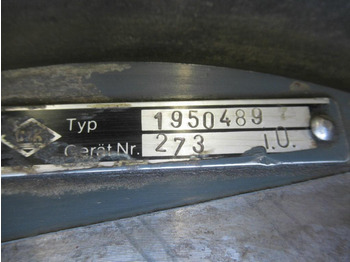 Typ 1950489
Gerät Nr. 273 I.U.